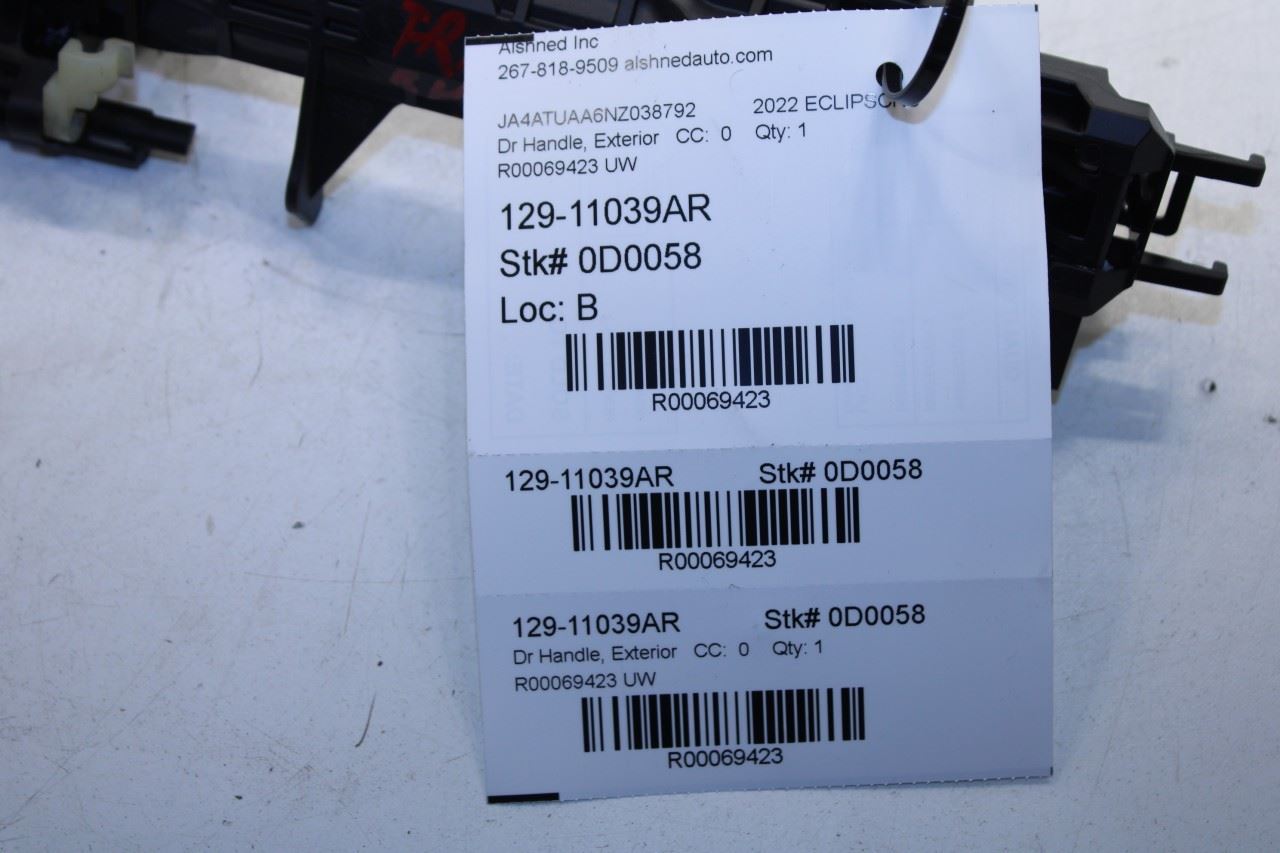 Alshned Inc
267-818-9509 alshnedauto.com
JA4ATUAA6NZ038792 2022 ECLIPSCR
Dr Handle, Exterior CC: 0 Qty: 1
R00069423 UW
129-11039AR
Stk# 0D0058
Loc: B
R00069423
129-11039AR Stk# 0D0058
R00069423
129-11039AR Stk# 0D0058
Dr Handle, Exterior CC: 0 Qty: 1
R00069423 UW
R00069423